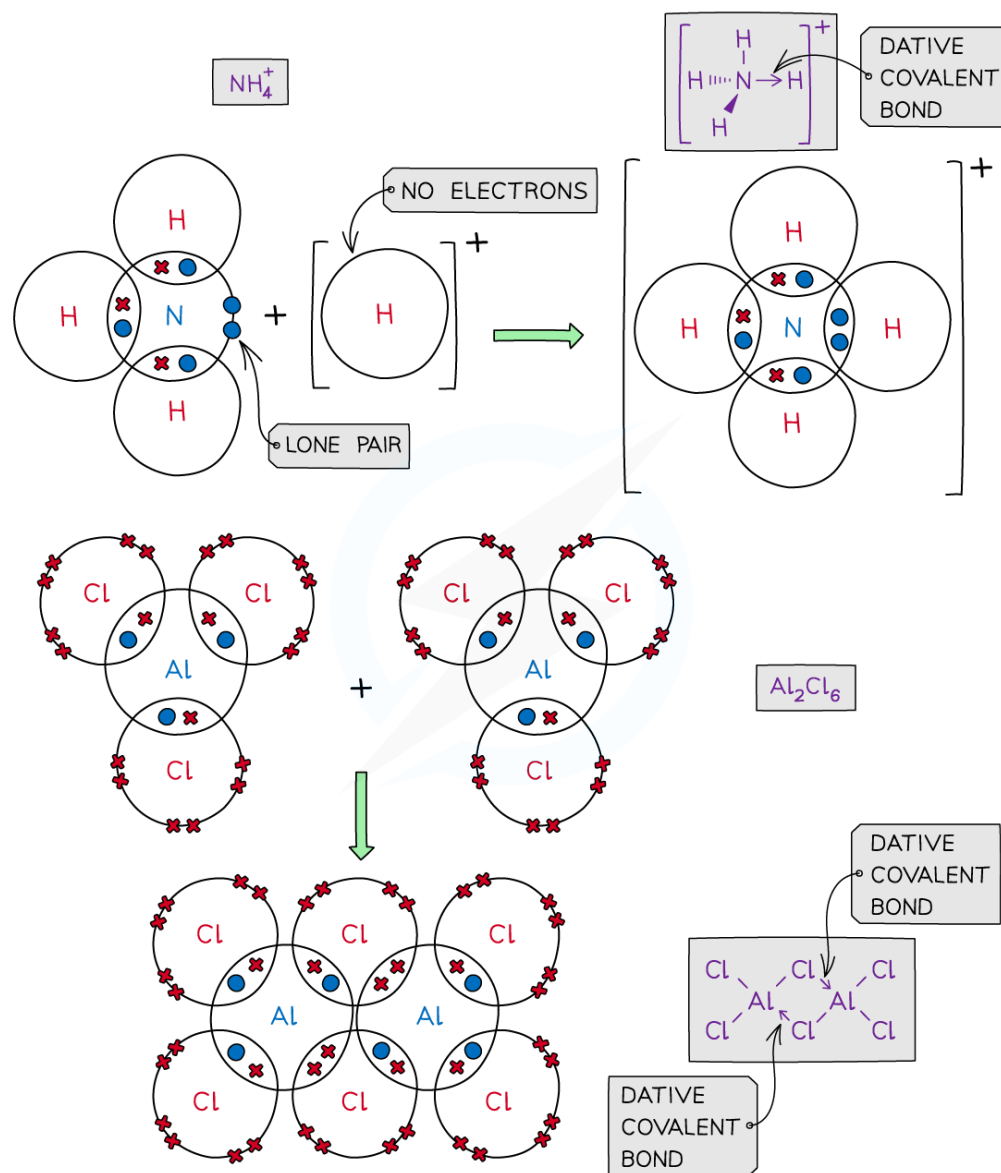 NH₄⁺
[H H N→H H]⁺
DATIVE
COVALENT
BOND
NO ELECTRONS
H
H N + [H]⁺
H
LONE PAIR
+
H
H N H
H
Cl Cl
Al
Cl
+
Cl Cl
Al
Cl
Al₂Cl₆
Cl Cl Cl
Al Al
Cl Cl Cl
DATIVE
COVALENT
BOND
Cl Cl Cl
Al Al
Cl Cl Cl
DATIVE
COVALENT
BOND